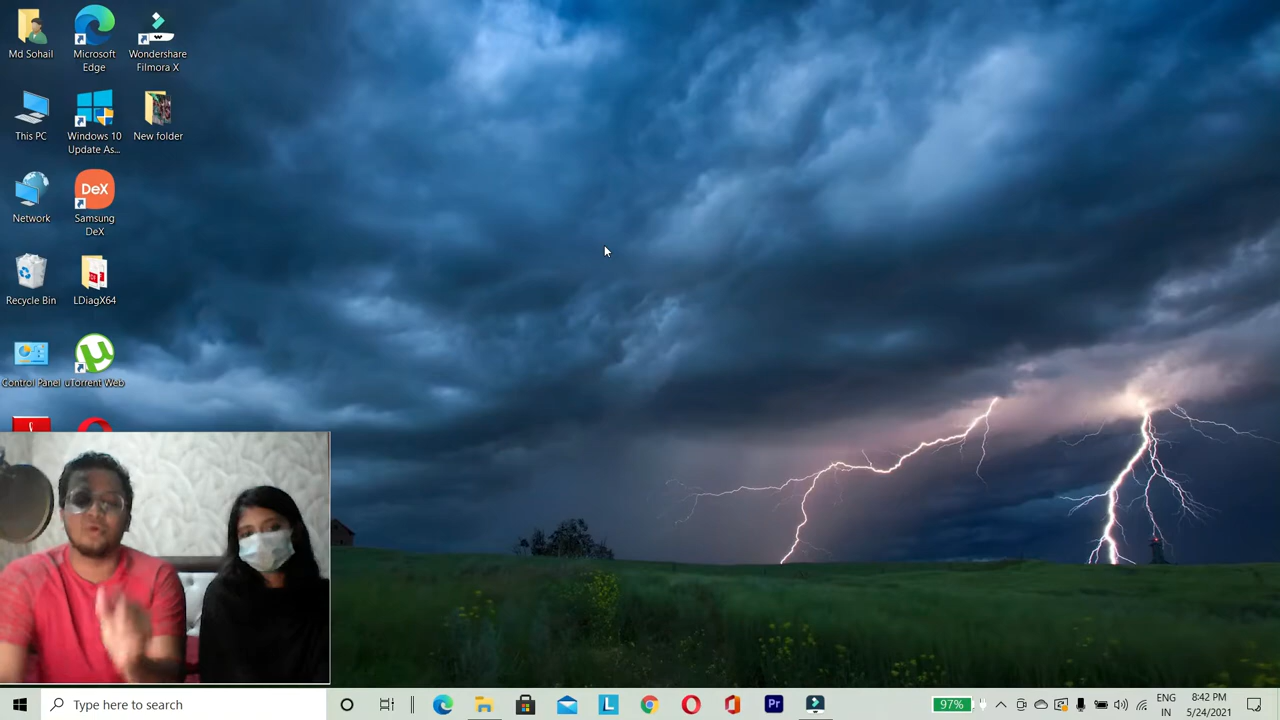 Md Sohail
Microsoft
Edge
Wondershare
Filmora X
This PC
Windows 10
Update As...
New folder
Network
DeX
Samsung
DeX
Recycle Bin
LDiagX64
Control Panel
uTorrent Web
Type here to search
L
Pr
97%
ENG
IN
8:42 PM
5/24/2021